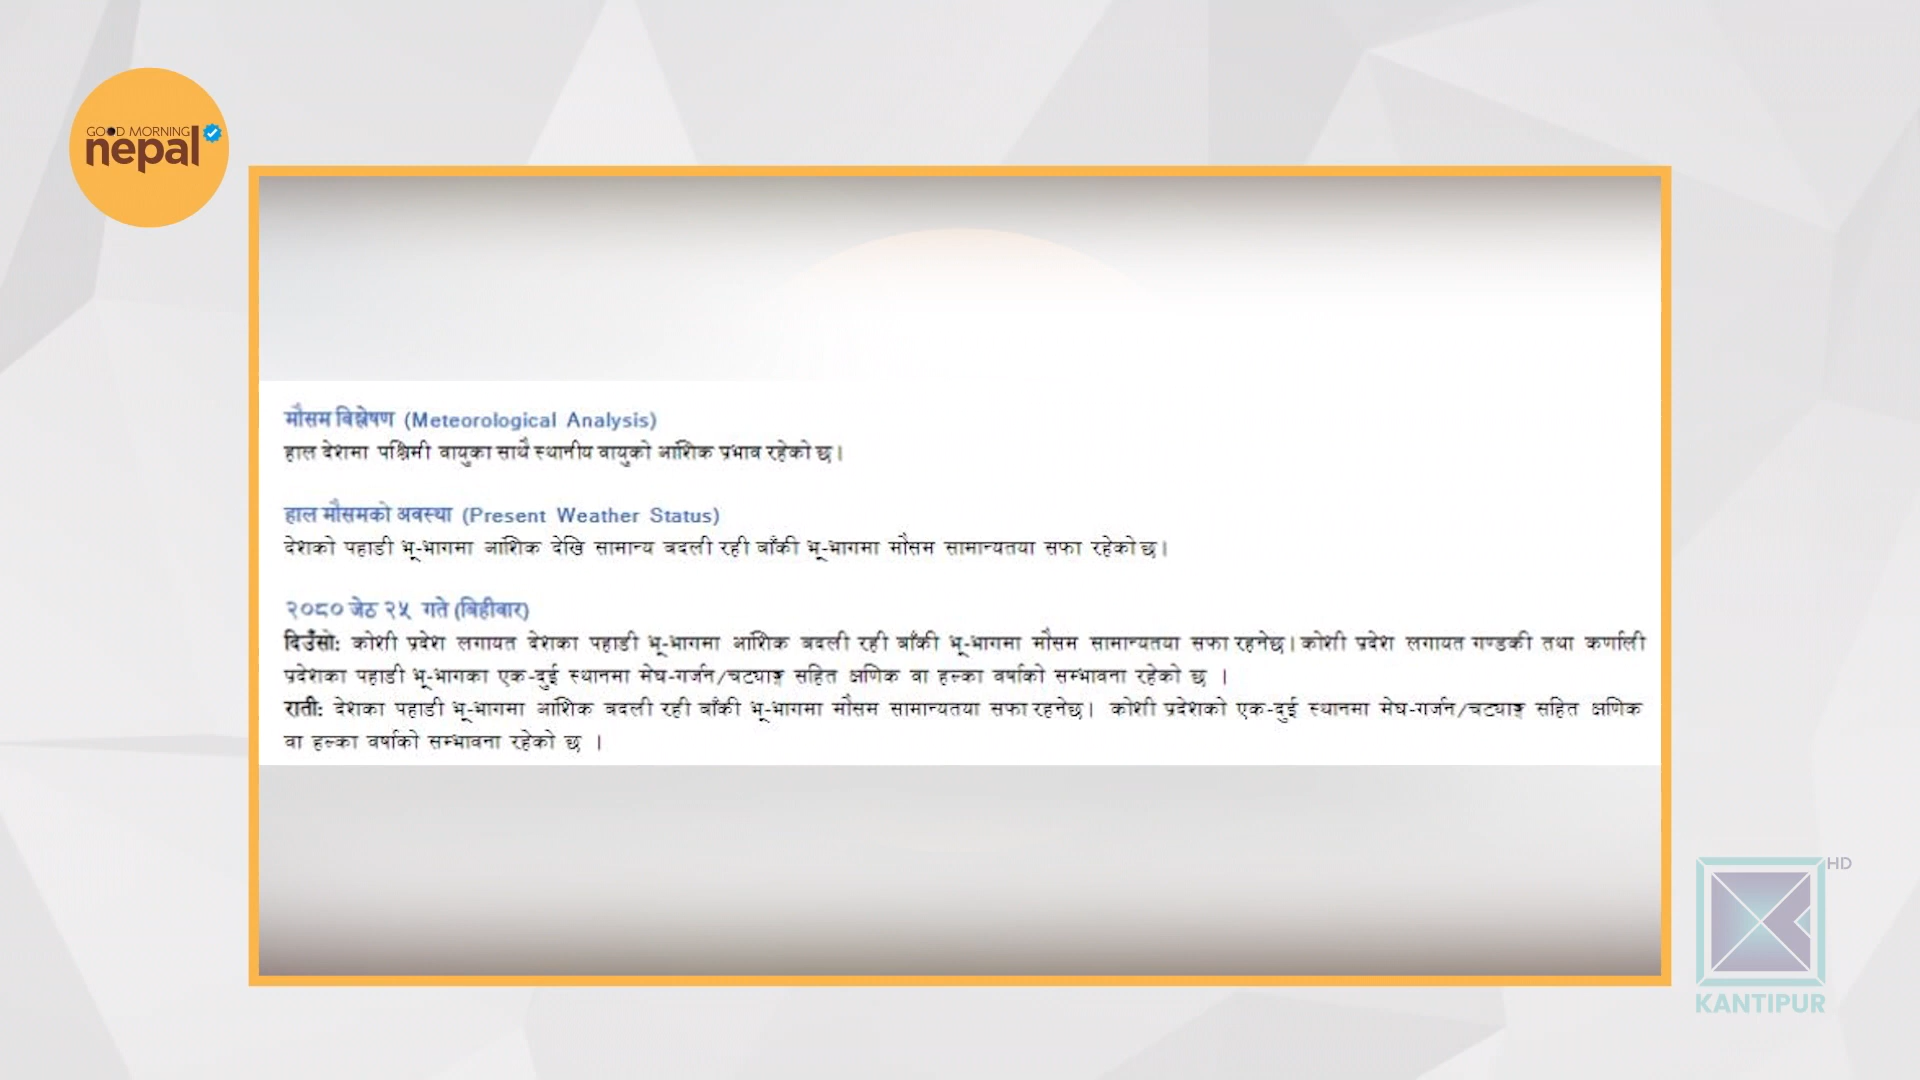 GOOD MORNING
nepal
मौसम विश्लेषण (Meteorological Analysis)
हाल देशमा पश्चिमी वायुका साथै स्थानीय वायुको आंशिक प्रभाव रहेको छ।
हाल मौसमको अवस्था (Present Weather Status)
देशको पहाडी भू-भागमा आंशिक देखि सामान्य बदली रही बाँकी भू-भागमा मौसम सामान्यतया सफा रहेको छ।
२०८० जेठ २५ गते (बिहीबार)
दिउँसो: कोशी प्रदेश लगायत देशका पहाडी भू-भागमा आंशिक बदली रही बाँकी भू-भागमा मौसम सामान्यतया सफा रहनेछ। कोशी प्रदेश लगायत गण्डकी तथा कर्णाली
प्रदेशका पहाडी भू-भागका एक-दुई स्थानमा मेघ-गर्जन/चट्याङ्ग सहित क्षणिक वा हल्का वर्षाको सम्भावना रहेको छ ।
राती: देशका पहाडी भू-भागमा आंशिक बदली रही बाँकी भू-भागमा मौसम सामान्यतया सफा रहनेछ। कोशी प्रदेशको एक-दुई स्थानमा मेघ-गर्जन/चट्याङ्ग सहित क्षणिक
वा हल्का वर्षाको सम्भावना रहेको छ ।
HD
KANTIPUR